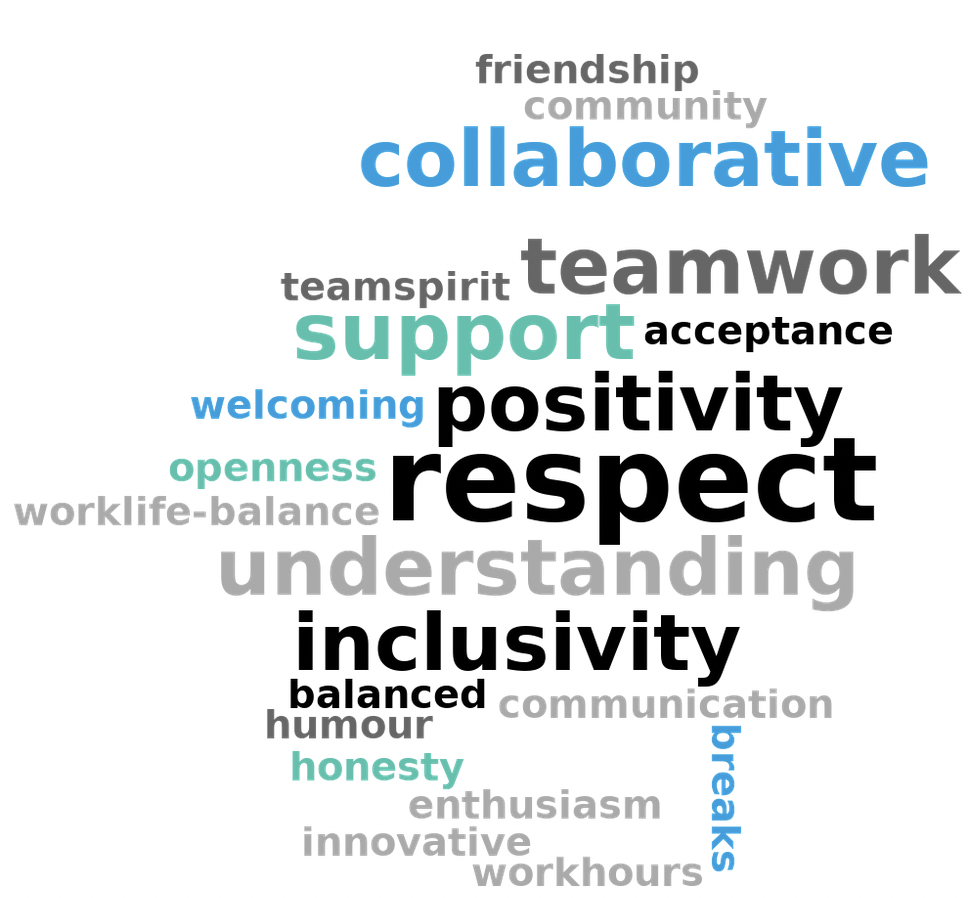 friendship
community
collaborative
teamwork
teamspirit
support
acceptance
welcoming
positivity
openness
respect
worklife-balance
understanding
inclusivity
balanced
communication
humour
breaks
honesty
enthusiasm
innovative
workhours